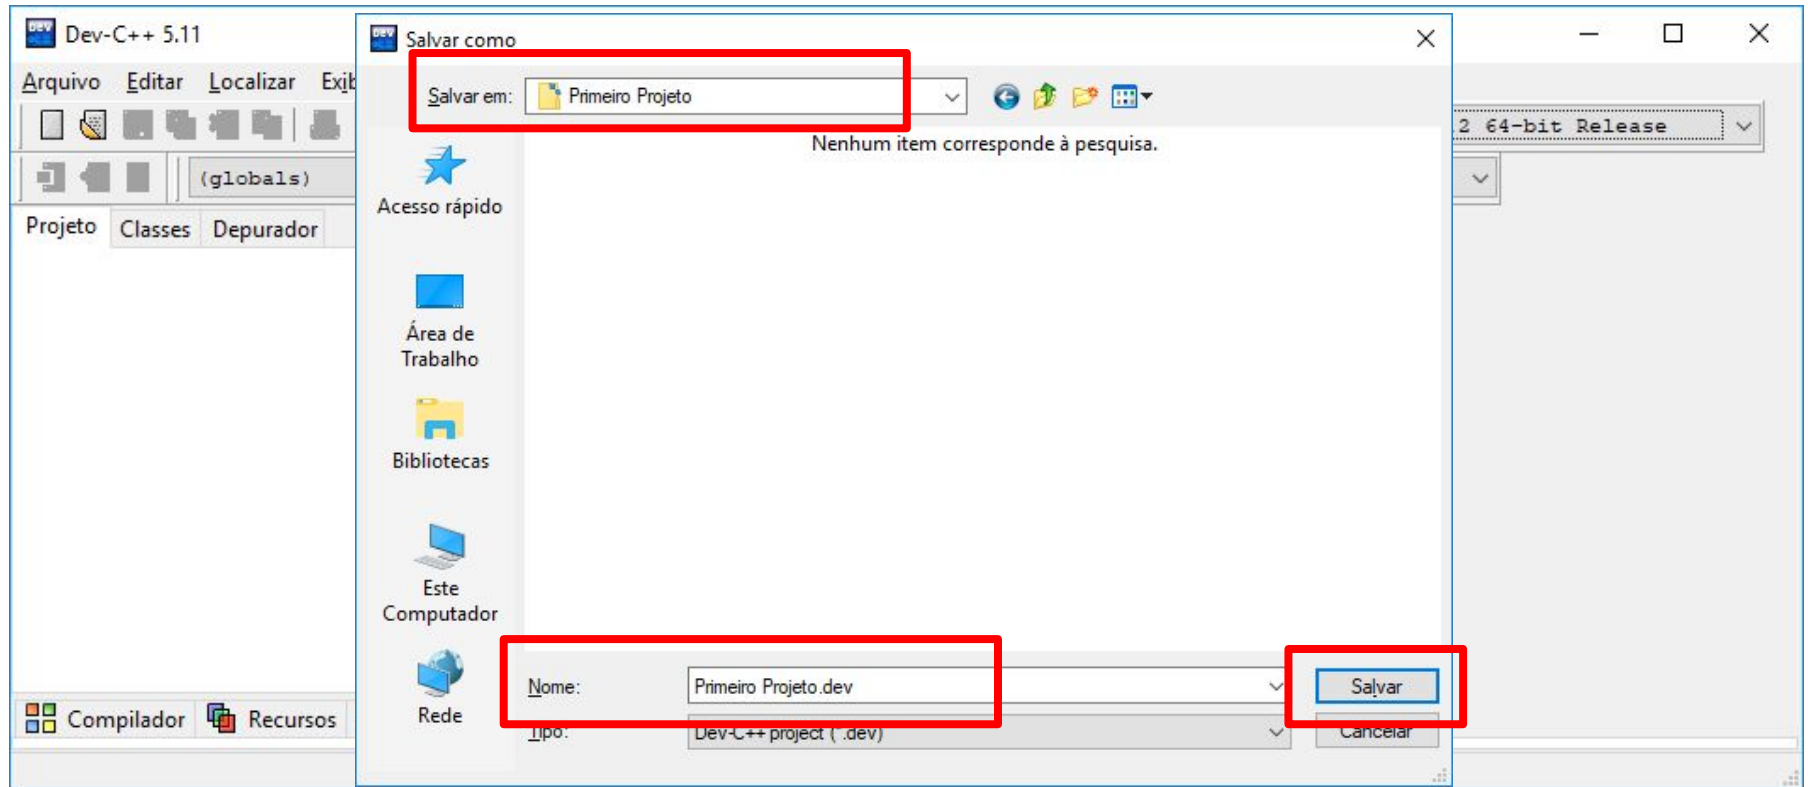 Dev-C++ 5.11
Salvar como
Arquivo Editar Localizar Exib
Salvar em: Primeiro Projeto
.2 64-bit Release
Nenhum item corresponde à pesquisa.
(globals)
Acesso rápido
Projeto Classes Depurador
Área de
Trabalho
Bibliotecas
Este
Computador
Nome: Primeiro Projeto.dev Salvar
Compilador Recursos
Rede
Tipo: Dev-C++ project (*.dev) Cancelar